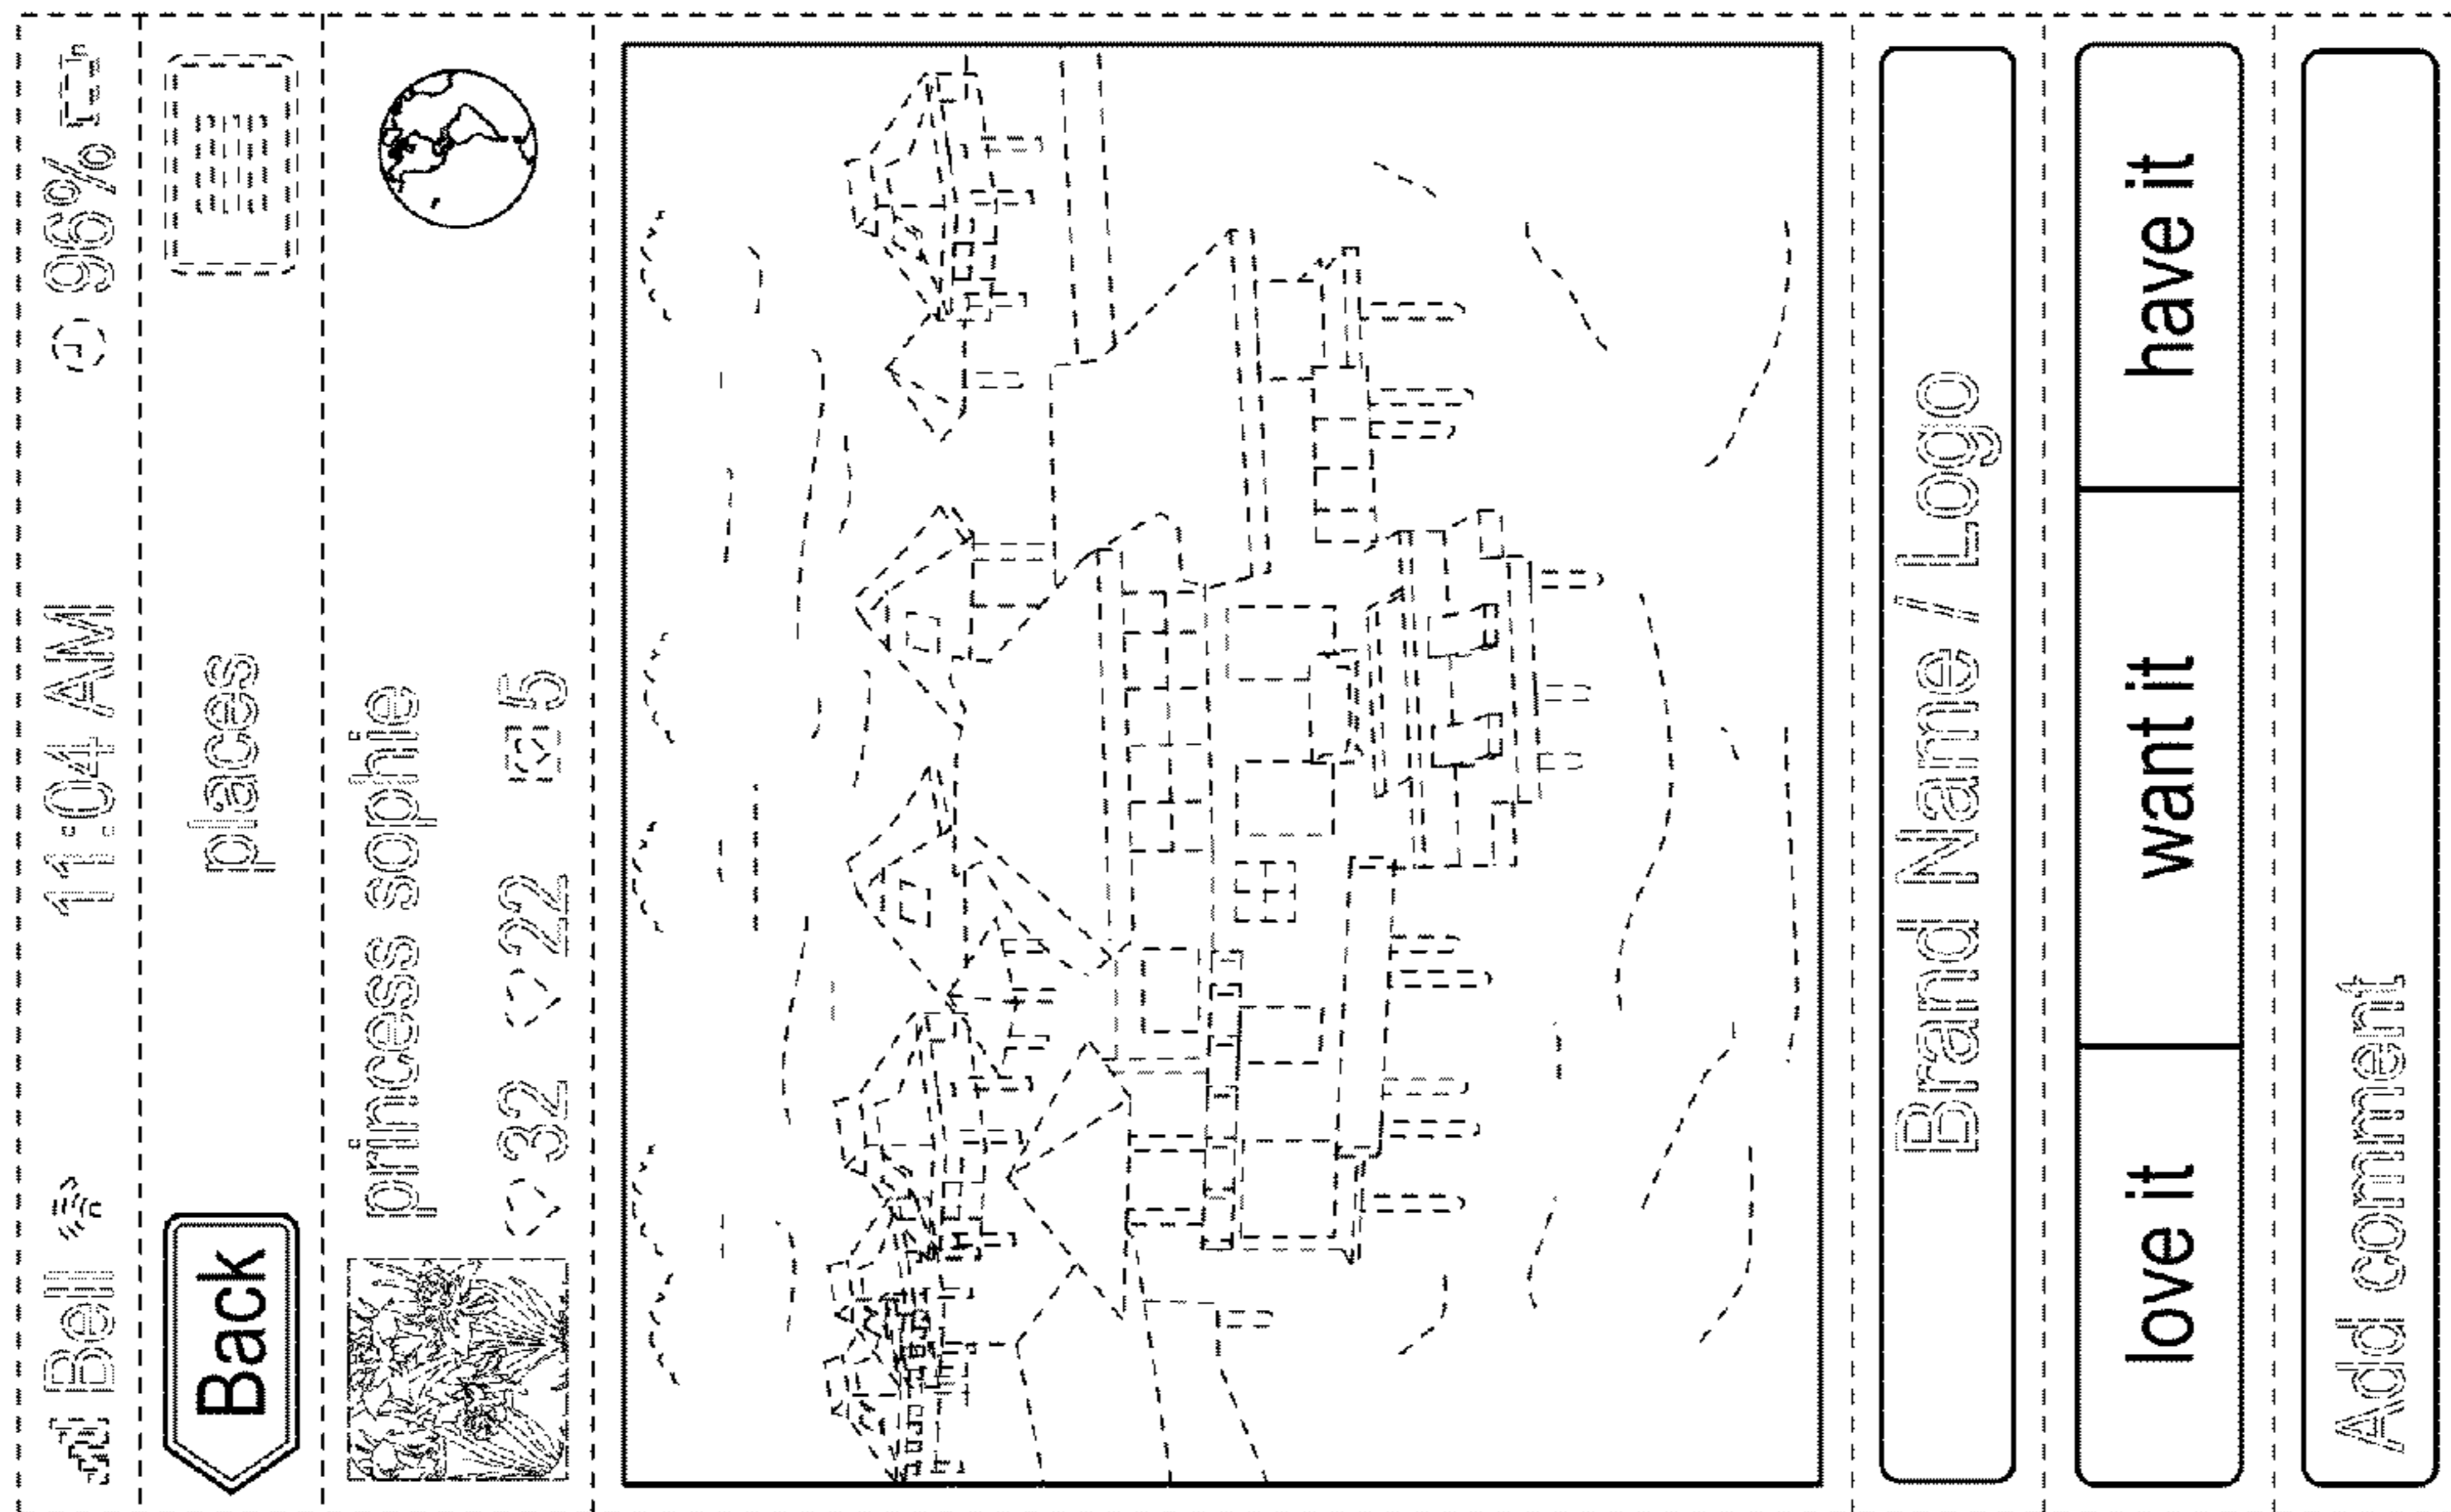 Bell 11:04 AM 96%
Back places
princess sophie
32 22 5
Brand Name / Logo
love it want it have it
Add comment